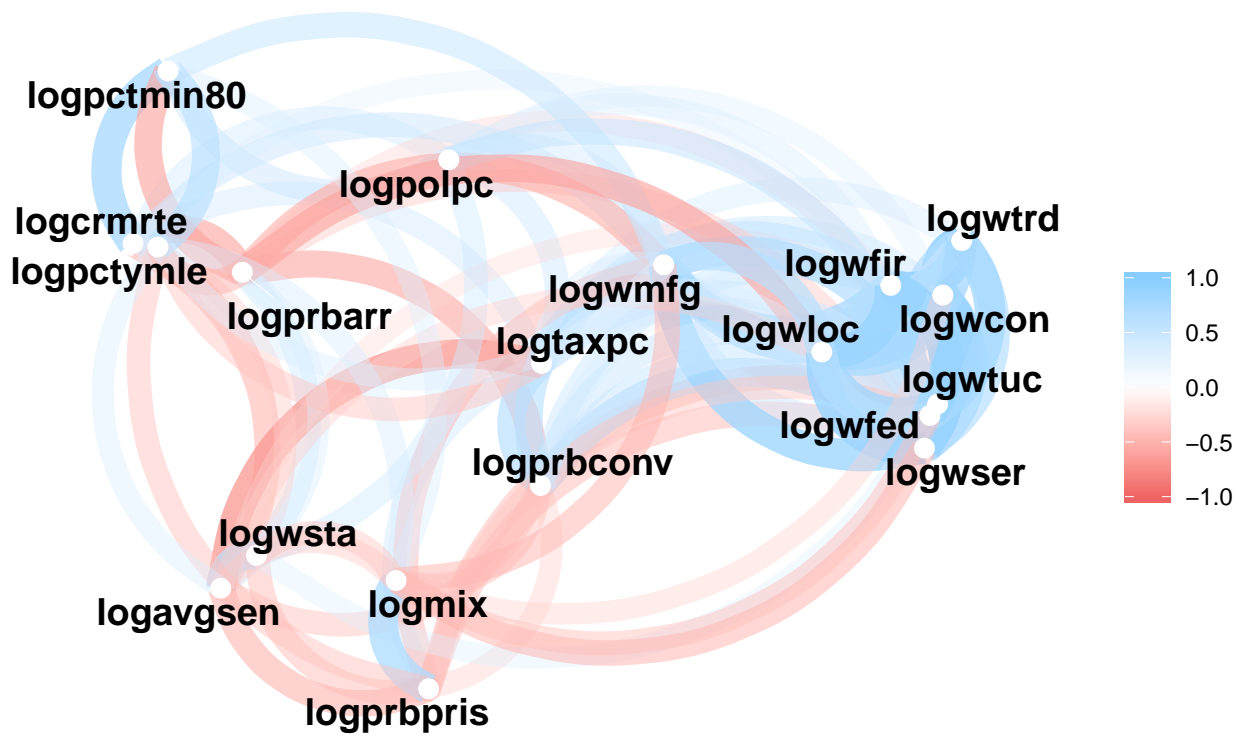 logpctmin80
logpolpc
logcrmrte
logwtrd
logpctymle
logwfir
logwmfg
logprbarr
logwcon
logwloc
logtaxpc
logwtuc
logwfed
logprbconv
logwser
logwsta
logavgsen
logmix
logprbpris
1.0
0.5
0.0
−0.5
−1.0